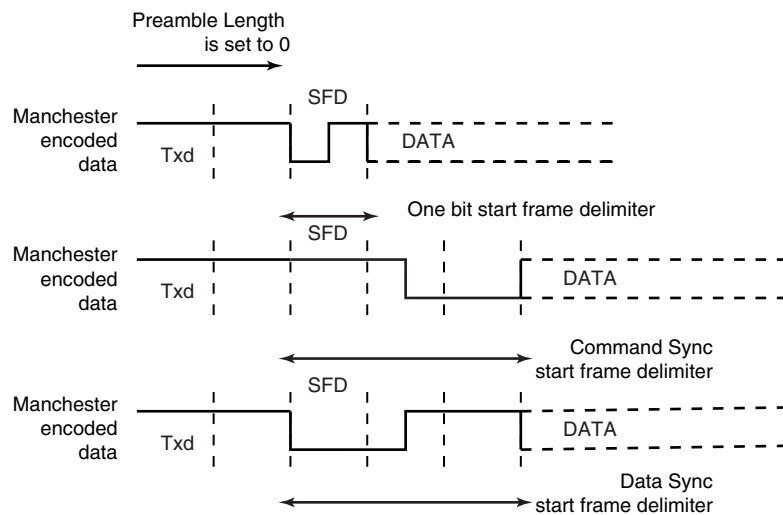 Preamble Length
is set to 0
SFD
Manchester
encoded
data
Txd
DATA
One bit start frame delimiter
SFD
Manchester
encoded
data
Txd
DATA
Command Sync
start frame delimiter
SFD
Manchester
encoded
data
Txd
DATA
Data Sync
start frame delimiter